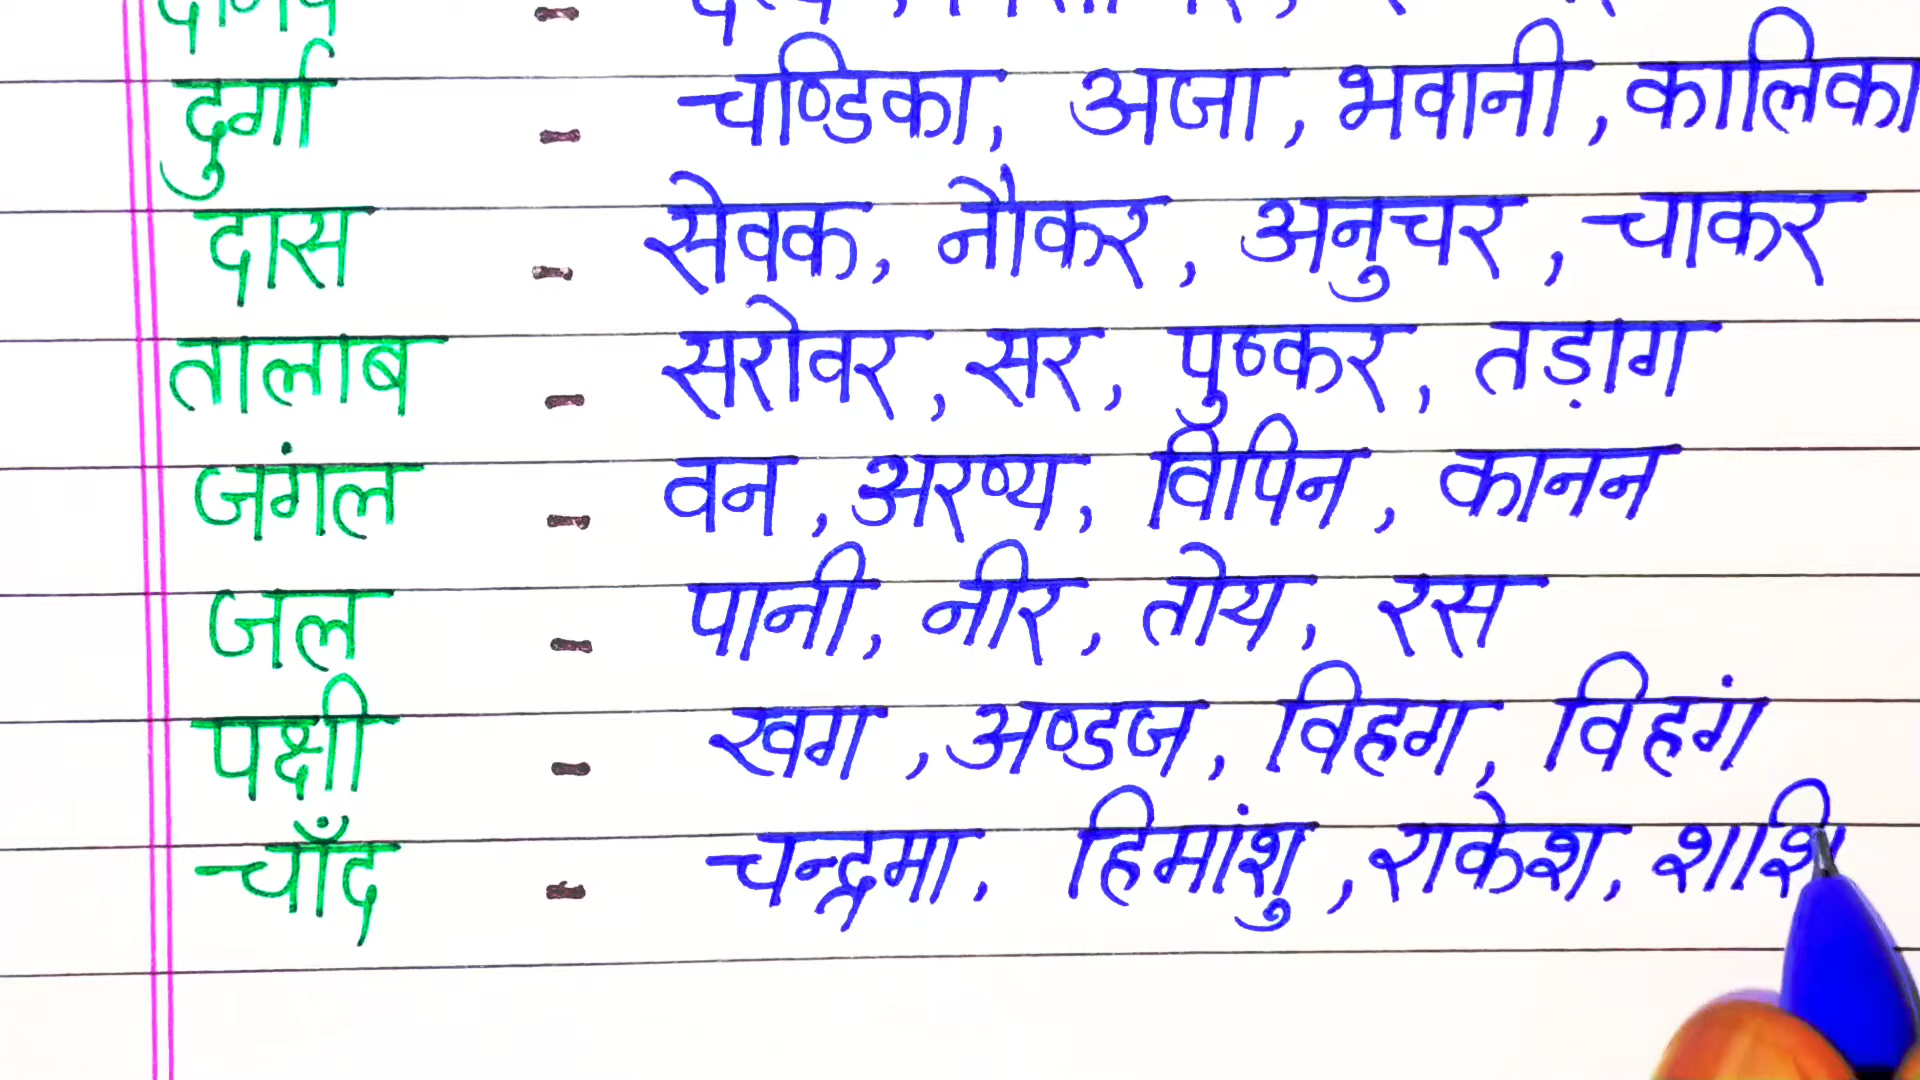 दुर्गा - चण्डिका, अजा, भवानी, कालिका
दास - सेवक, नौकर, अनुचर, चाकर
तालाब - सरोवर, सर, पुष्कर, तड़ाग
जंगल - वन, अरण्य, विपिन, कानन
जल - पानी, नीर, तोय, रस
पक्षी - खग, अण्डज, विहग, विहंग
चाँद - चन्द्रमा, हिमांशु, राकेश, शशि